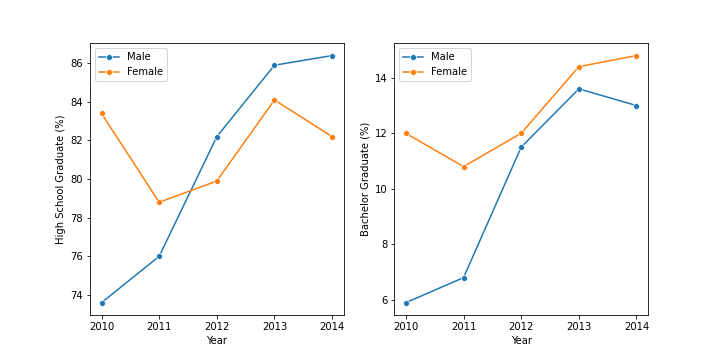 Male
Female
High School Graduate (%)
86
84
82
80
78
76
74
2010
2011
2012
2013
2014
Year
Male
Female
Bachelor Graduate (%)
14
12
10
8
6
2010
2011
2012
2013
2014
Year